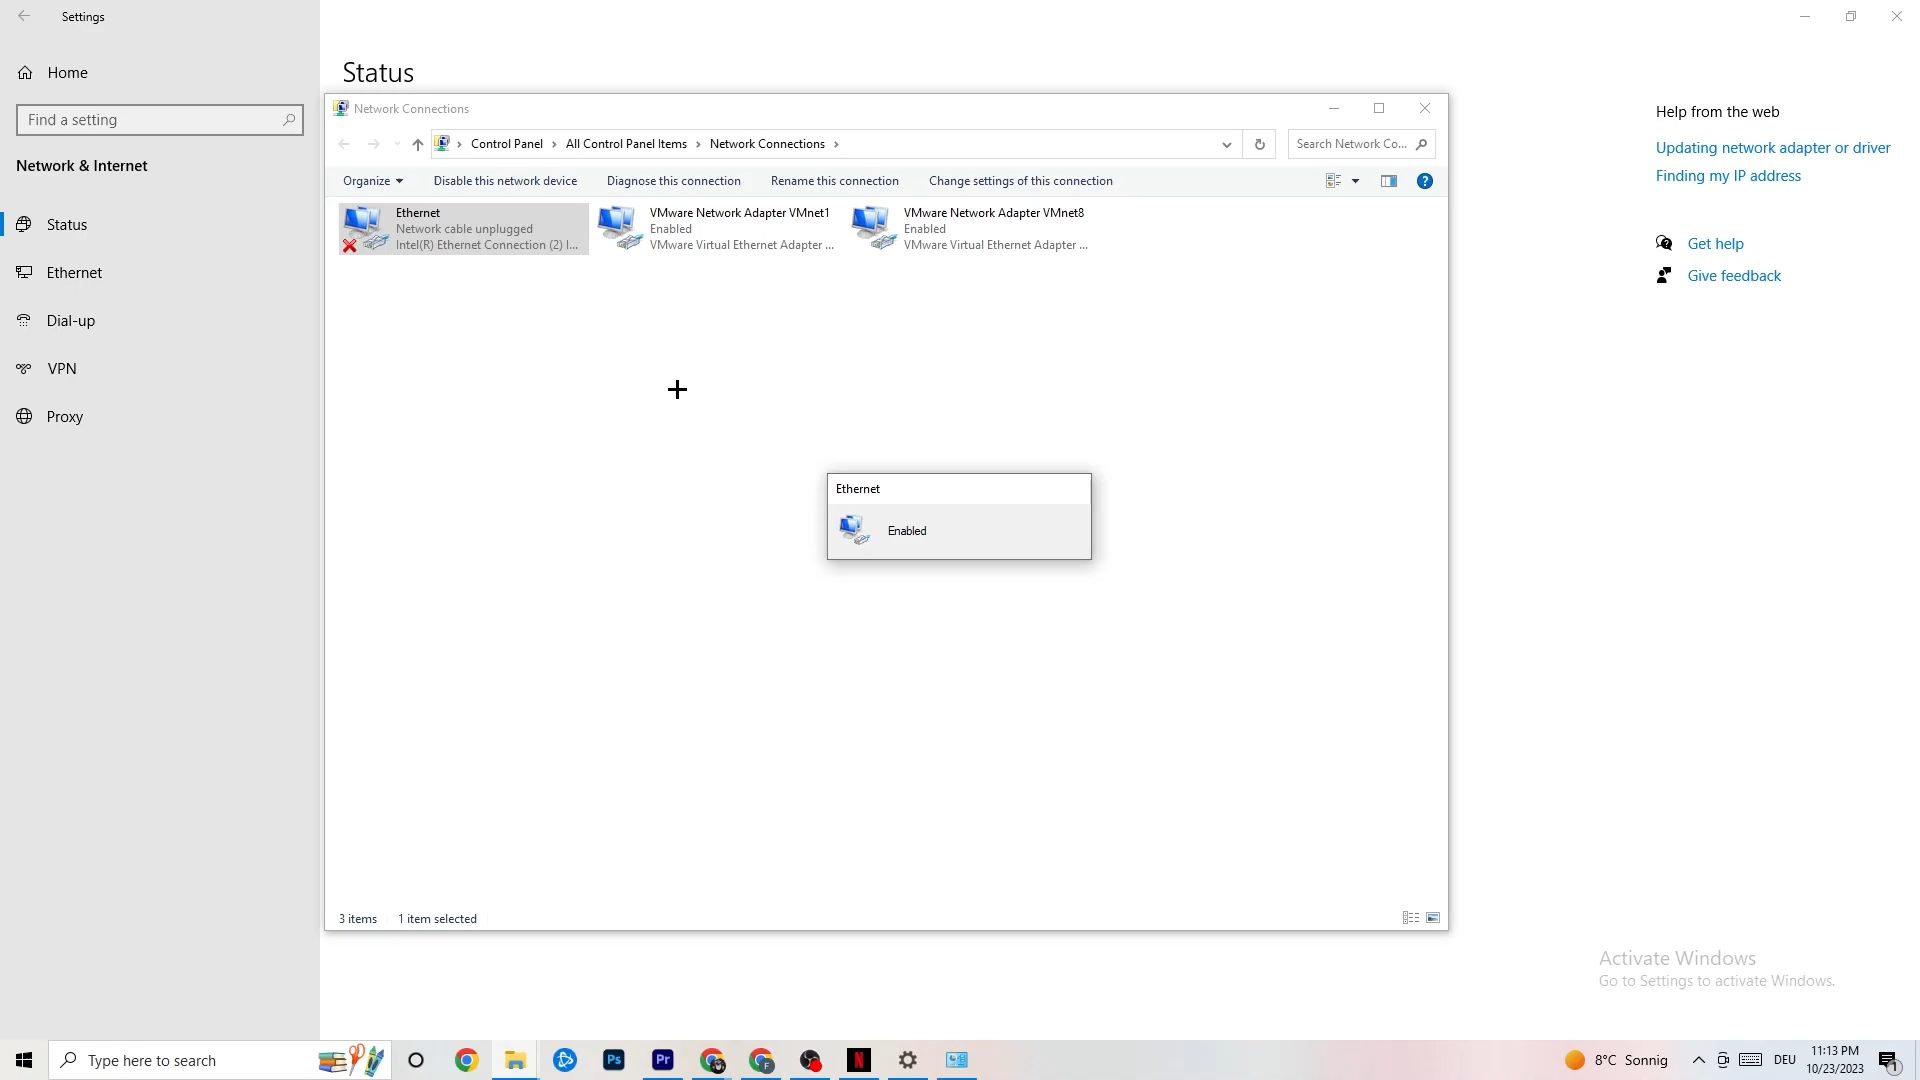 Settings
Home
Find a setting
Network & Internet
Status
Ethernet
Dial-up
VPN
Proxy
Status
Network Connections
Control Panel
All Control Panel Items
Network Connections
Search Network Co...
Organize
Disable this network device
Diagnose this connection
Rename this connection
Change settings of this connection
Ethernet
Network cable unplugged
Intel(R) Ethernet Connection (2) I...
VMware Network Adapter VMnet1
Enabled
VMware Virtual Ethernet Adapter ...
VMware Network Adapter VMnet8
Enabled
VMware Virtual Ethernet Adapter ...
Ethernet
Enabled
3 items
1 item selected
Help from the web
Updating network adapter or driver
Finding my IP address
Get help
Give feedback
Activate Windows
Go to Settings to activate Windows.
Type here to search
Ps
Pr
F
N
8°C Sonnig
DEU
11:13 PM
10/23/2023
1